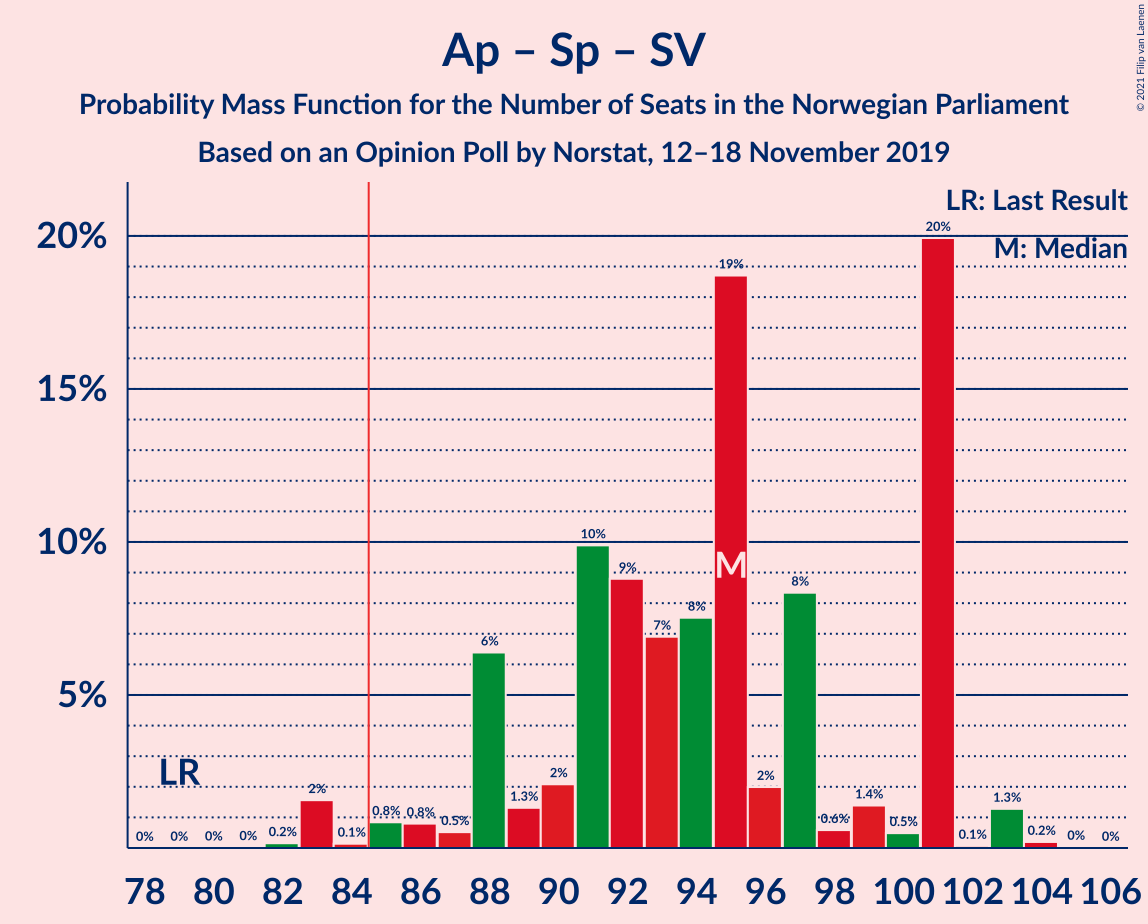 © 2021 Filip van Laenen
Ap – Sp – SV
Probability Mass Function for the Number of Seats in the Norwegian Parliament
Based on an Opinion Poll by Norstat, 12–18 November 2019
LR: Last Result
M: Median
20%
15%
10%
5%
LR
M
0% 0% 0% 0% 0.2% 2% 0.1% 0.8% 0.8% 0.5% 6% 1.3% 2% 10% 9% 7% 8% 19% 2% 8% 0.6% 1.4% 0.5% 20% 0.1% 1.3% 0.2% 0% 0%
78 80 82 84 86 88 90 92 94 96 98 100 102 104 106